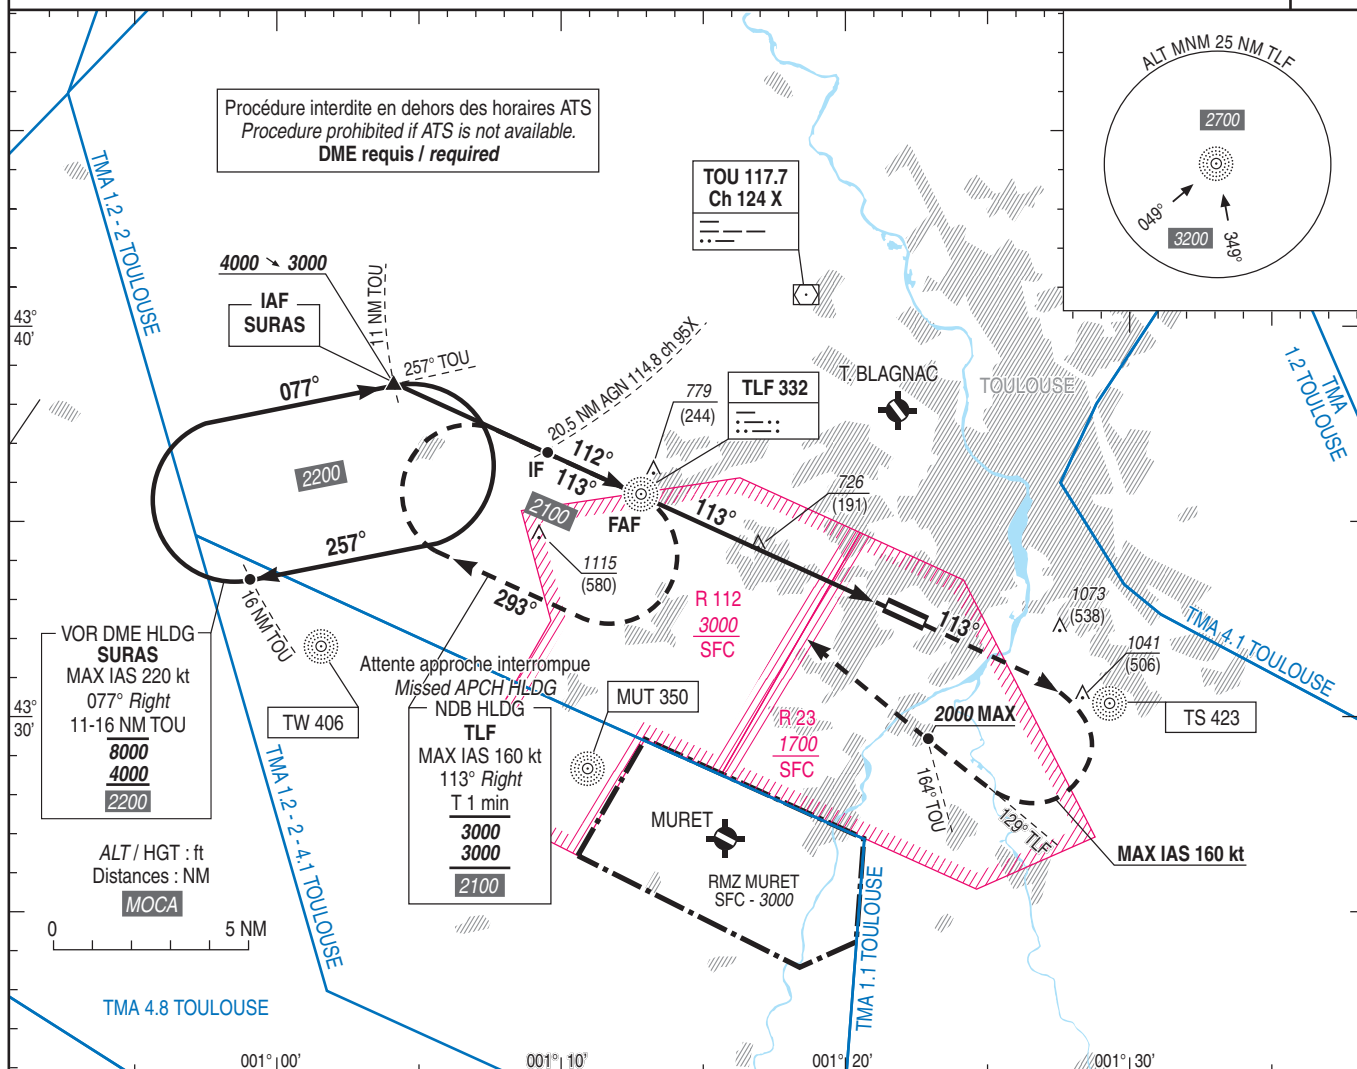 Procédure interdite en dehors des horaires ATS
Procedure prohibited if ATS is not available.
DME requis / required
ALT MNM 25 NM TLF
2700
049°
3200
349°
TOU 117.7
Ch 124 X
TMA 1.2 - 2 TOULOUSE
4000 ↘ 3000
IAF
SURAS
11 NM TOU
257° TOU
43°
40'
077°
20.5 NM AGN 114.8 ch 95X
779
(244)
TLF 332
T. BLAGNAC
TOULOUSE
TMA
1.2 TOULOUSE
2200
IF
112°
113°
2100
FAF
113°
726
(191)
257°
1115
(580)
293°
R 112
3000
SFC
113°
1073
(538)
TMA 4.1 TOULOUSE
16 NM TOU
VOR DME HLDG
SURAS
MAX IAS 220 kt
077° Right
11-16 NM TOU
8000
4000
2200
TW 406
Attente approche interrompue
Missed APCH HLDG
NDB HLDG
TLF
MAX IAS 160 kt
113° Right
T 1 min
3000
3000
2100
MUT 350
R 23
1700
SFC
2000 MAX
1041
(506)
TS 423
43°
30'
TMA 1.2 - 2 - 4.1 TOULOUSE
164° TOU
129° TLF
MAX IAS 160 kt
MURET
RMZ MURET
SFC - 3000
ALT / HGT : ft
Distances : NM
MOCA
0 5 NM
TMA 1.1 TOULOUSE
TMA 4.8 TOULOUSE
001° 00'
001° 10'
001° 20'
001° 30'